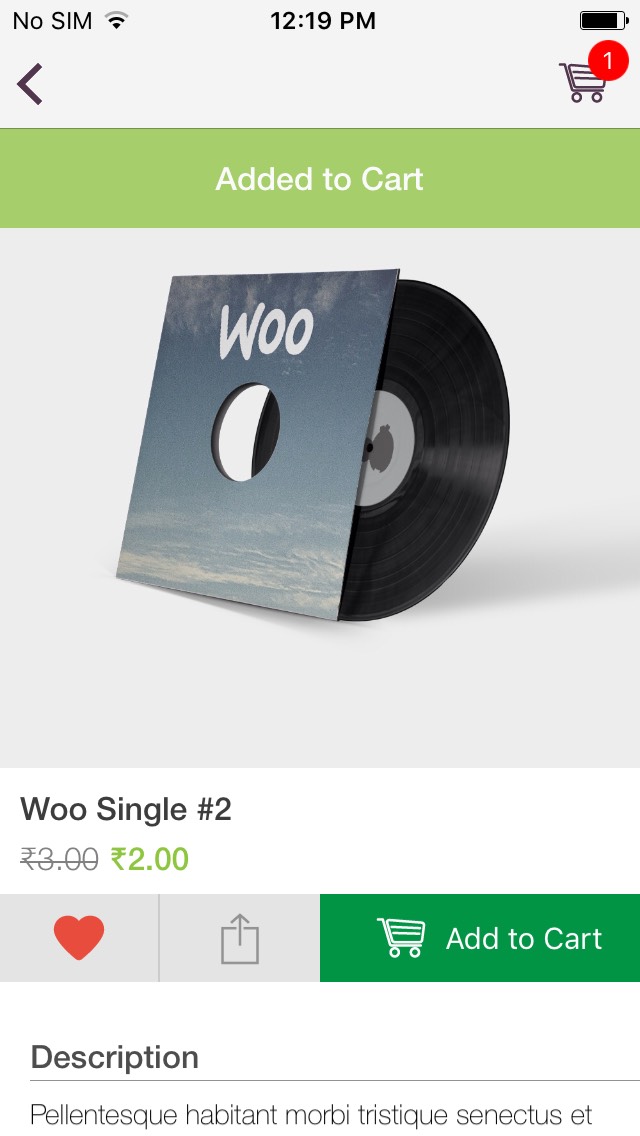 No SIM 12:19 PM
1
Added to Cart
Woo
Woo Single #2
₹3.00 ₹2.00
Add to Cart
Description
Pellentesque habitant morbi tristique senectus et